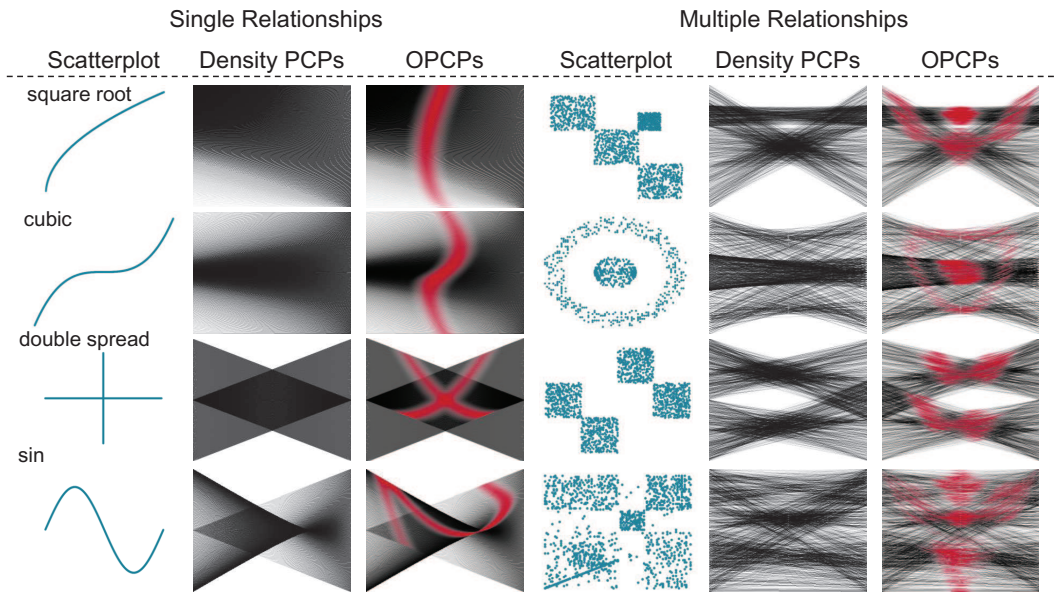 Single Relationships
Multiple Relationships
Scatterplot
Density PCPs
OPCPs
Scatterplot
Density PCPs
OPCPs
square root
cubic
double spread
sin